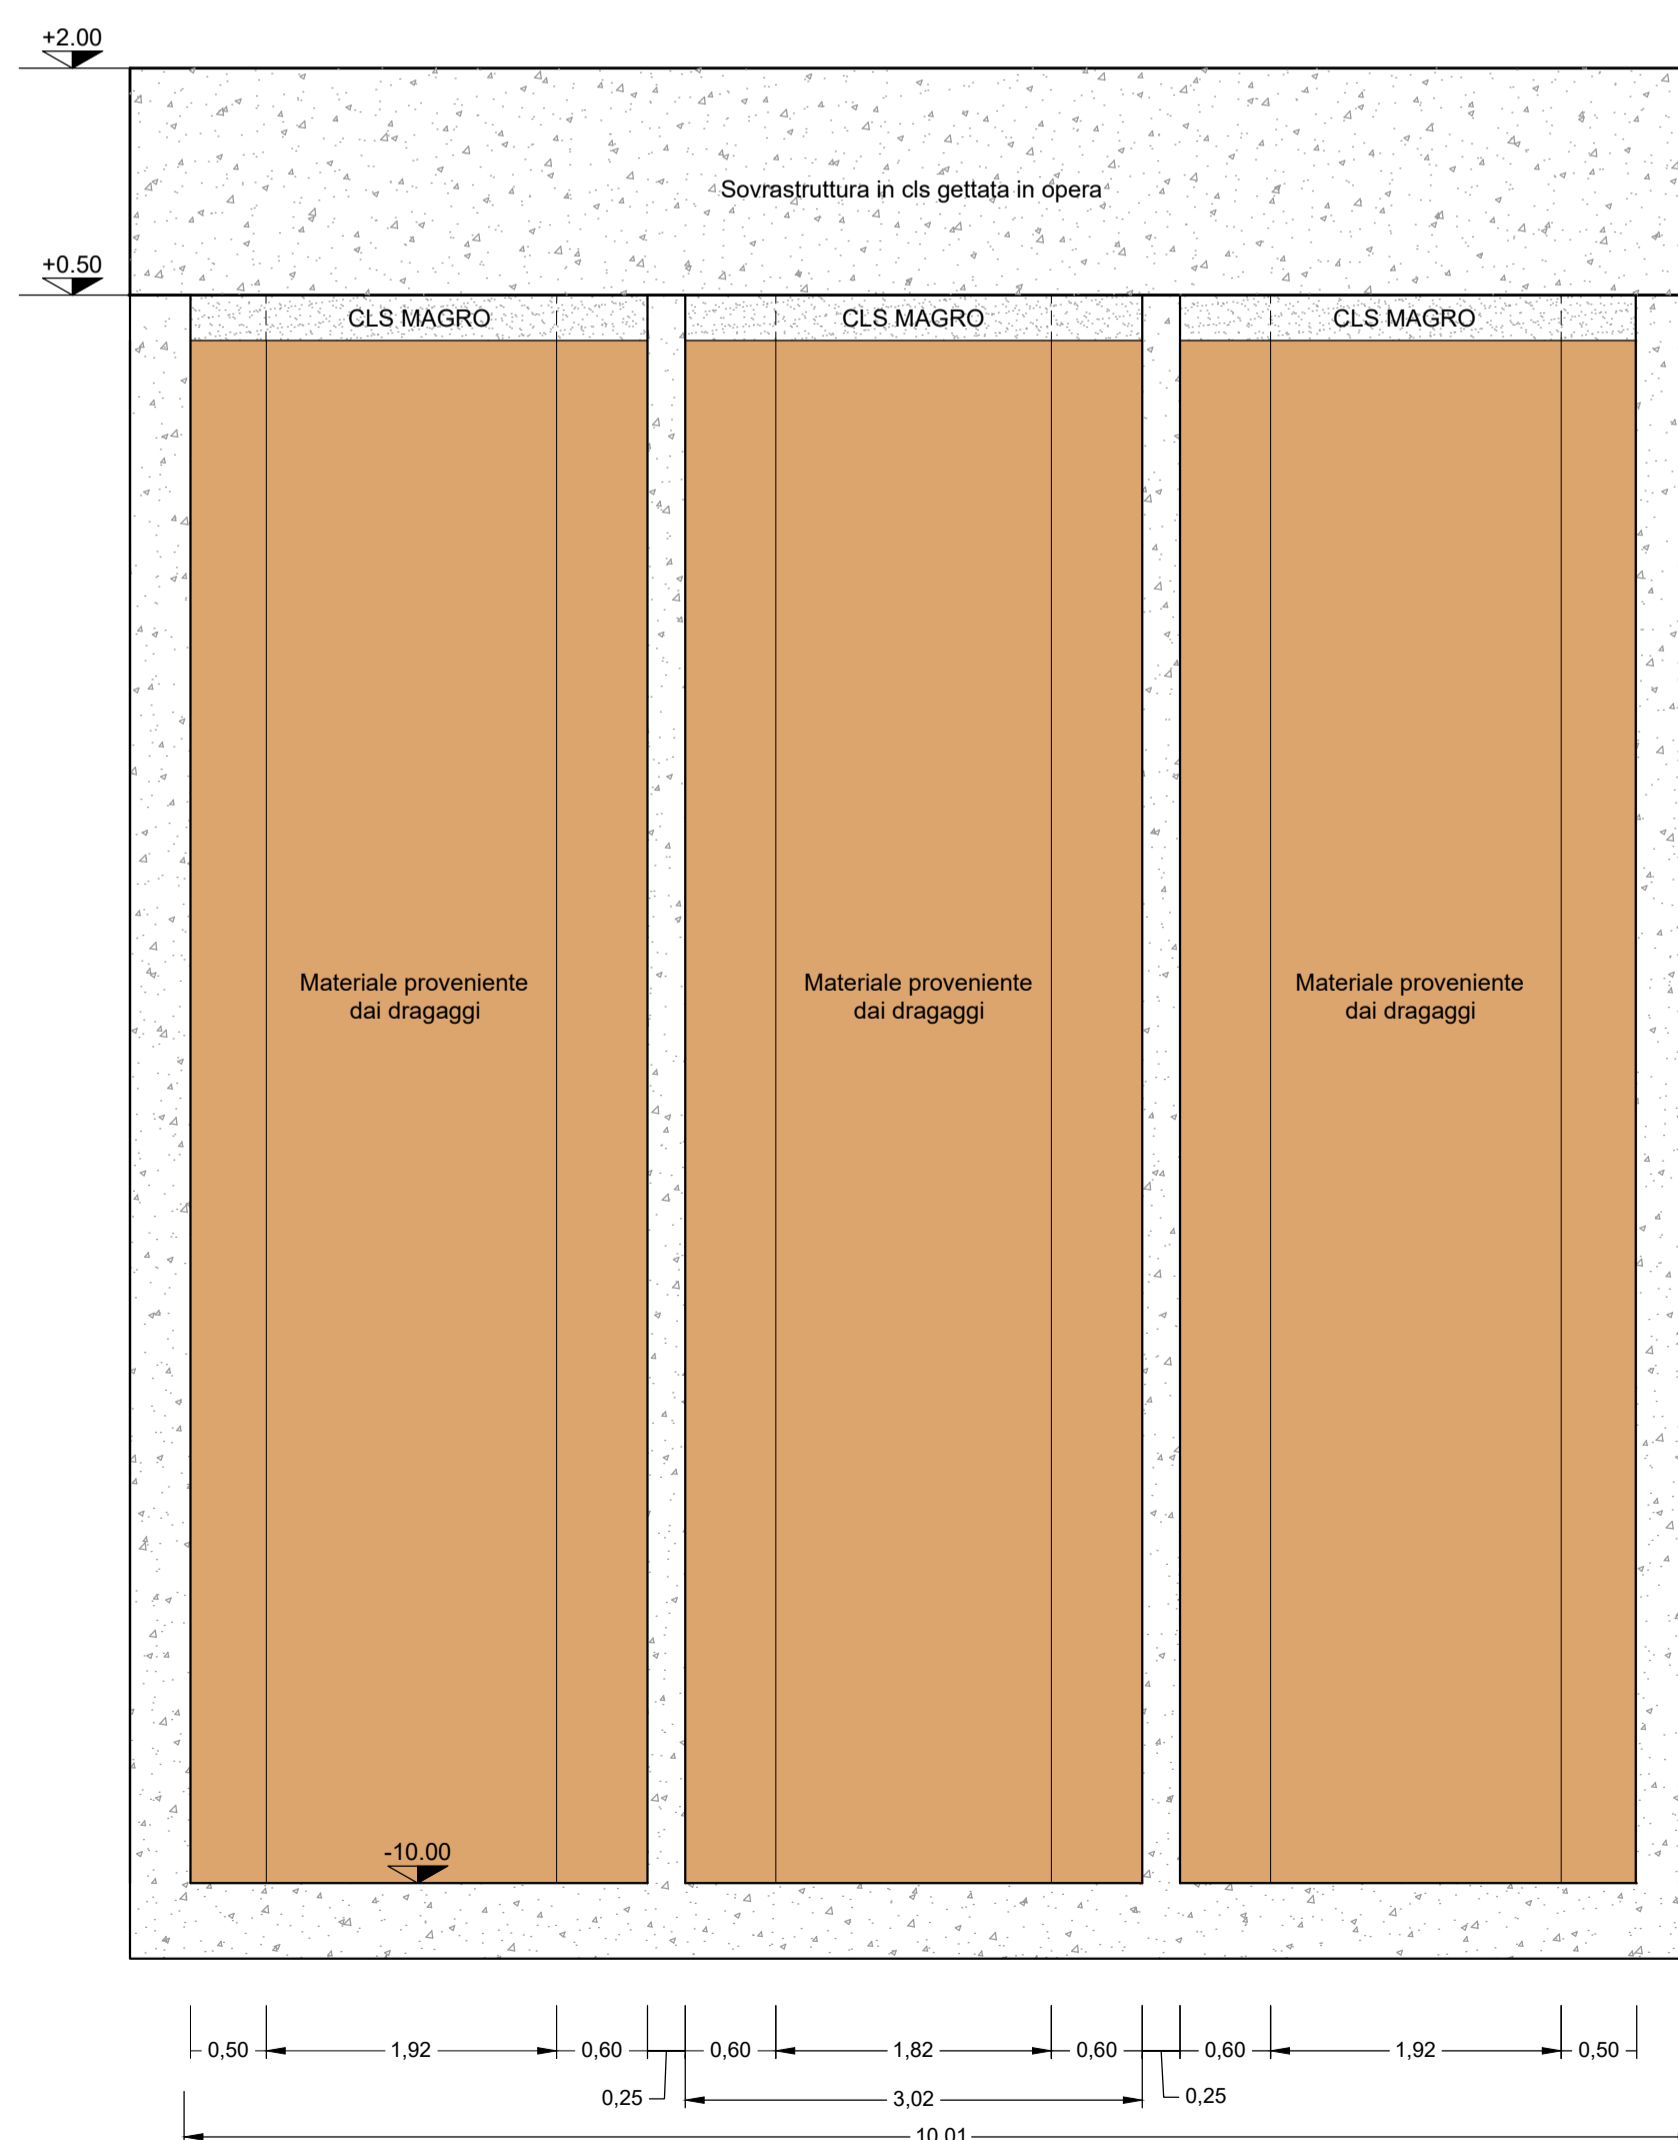 +2.00
Sovrastruttura in cls gettata in opera
+0.50
CLS MAGRO
CLS MAGRO
CLS MAGRO
Materiale proveniente
dai dragaggi
Materiale proveniente
dai dragaggi
Materiale proveniente
dai dragaggi
-10.00
0,50 1,92 0,60 0,60 1,82 0,60 0,60 1,92 0,50
0,25 3,02 0,25
10,01